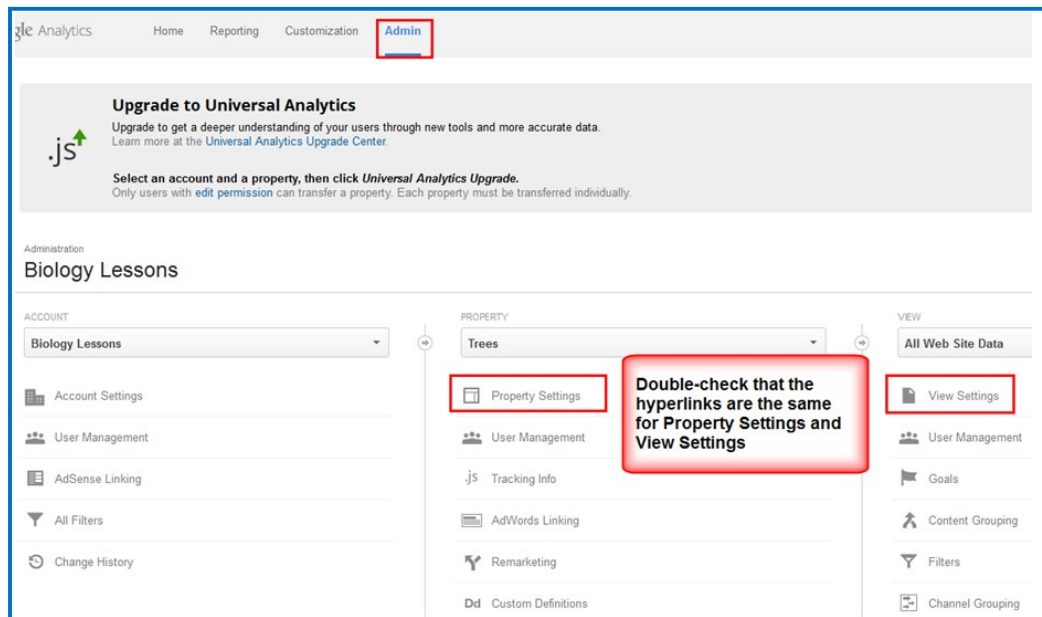 gle Analytics Home Reporting Customization Admin
Upgrade to Universal Analytics
Upgrade to get a deeper understanding of your users through new tools and more accurate data.
Learn more at the Universal Analytics Upgrade Center.
.js
Select an account and a property, then click Universal Analytics Upgrade.
Only users with edit permission can transfer a property. Each property must be transferred individually.
Administration
Biology Lessons
ACCOUNT
Biology Lessons
Account Settings
User Management
AdSense Linking
All Filters
Change History
PROPERTY
Trees
Property Settings
User Management
.js Tracking Info
AdWords Linking
Remarketing
Dd Custom Definitions
Double-check that the
hyperlinks are the same
for Property Settings and
View Settings
VIEW
All Web Site Data
View Settings
User Management
Goals
Content Grouping
Filters
Channel Grouping